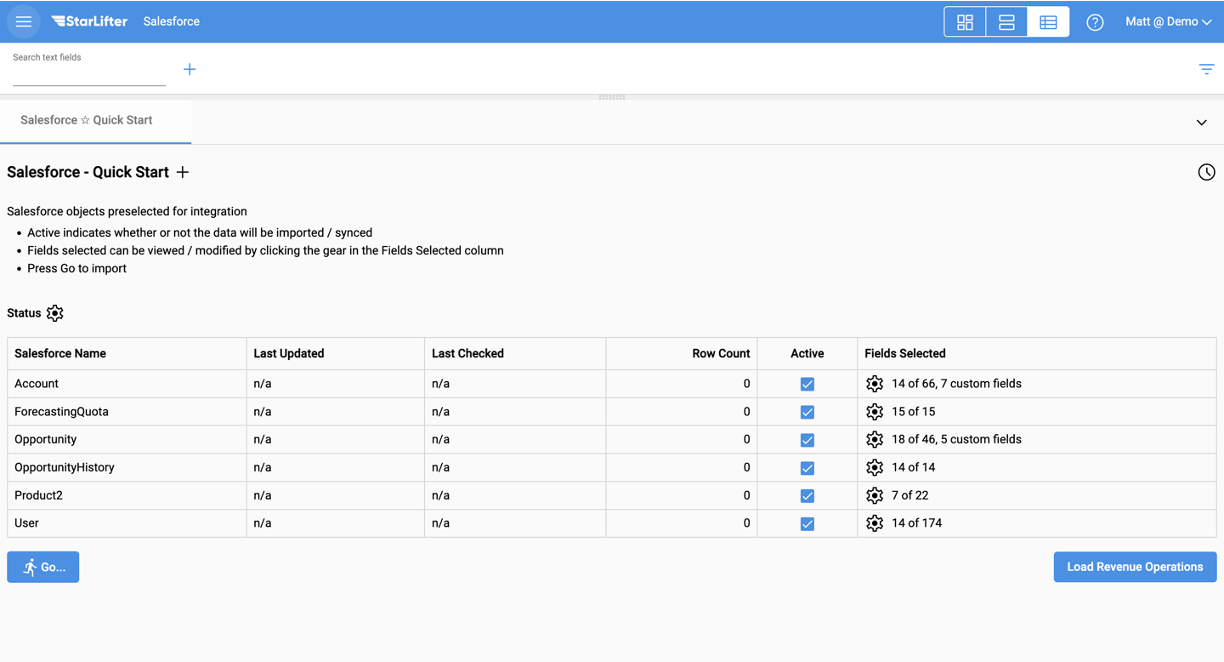 StarLifter Salesforce Matt @ Demo
Search text fields
Salesforce ☆ Quick Start
Salesforce - Quick Start
Salesforce objects preselected for integration
• Active indicates whether or not the data will be imported / synced
• Fields selected can be viewed / modified by clicking the gear in the Fields Selected column
• Press Go to import
Status
Salesforce Name Last Updated Last Checked Row Count Active Fields Selected
Account n/a n/a 0 14 of 66, 7 custom fields
ForecastingQuota n/a n/a 0 15 of 15
Opportunity n/a n/a 0 18 of 46, 5 custom fields
OpportunityHistory n/a n/a 0 14 of 14
Product2 n/a n/a 0 7 of 22
User n/a n/a 0 14 of 174
Go... Load Revenue Operations